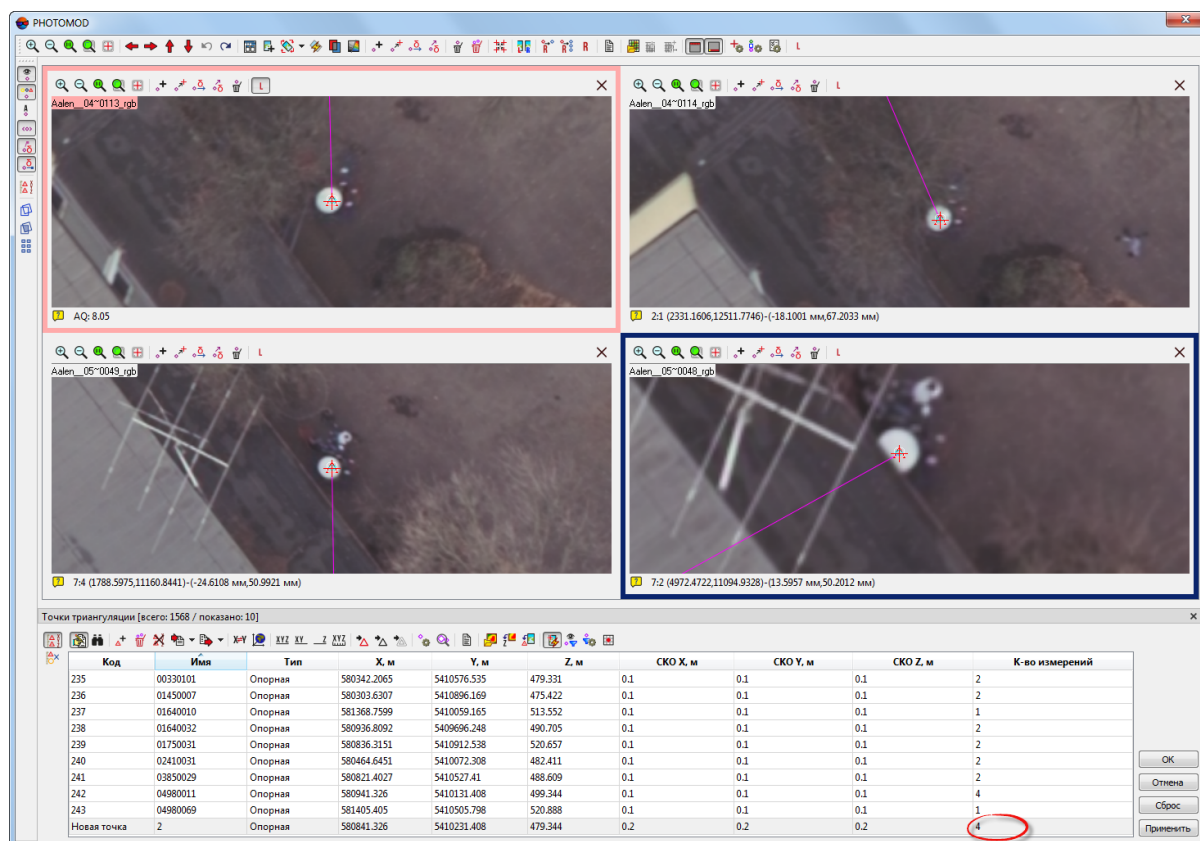 PHOTOMOD
R
L
L
L
Aalen__04~0113_rgb
Aalen__04~0114_rgb
AQ: 8.05
2:1 (2331.1606,12511.7746)-(-18.1001 мм,67.2033 мм)
L
L
Aalen__05~0049_rgb
Aalen__05~0048_rgb
7:4 (1788.5975,11160.8441)-(-24.6108 мм,50.9921 мм)
7:2 (4972.4722,11094.9328)-(13.5957 мм,50.2012 мм)
Точки триангуляции [всего: 1568 / показано: 10]
X=Y XYZ XY_ __Z XYZ
Код Имя Тип X, м Y, м Z, м СКО X, м СКО Y, м СКО Z, м К-во измерений
235 00330101 Опорная 580342.2065 5410576.535 479.331 0.1 0.1 0.1 2
236 01450007 Опорная 580303.6307 5410896.169 475.422 0.1 0.1 0.1 2
237 01640010 Опорная 581368.7599 5410059.165 513.552 0.1 0.1 0.1 1
238 01640032 Опорная 580936.8092 5409696.248 490.705 0.1 0.1 0.1 2
239 01750031 Опорная 580836.3151 5410912.538 520.657 0.1 0.1 0.1 2
240 02410031 Опорная 580464.6451 5410072.308 482.411 0.1 0.1 0.1 2
241 03850029 Опорная 580821.4027 5410527.41 488.609 0.1 0.1 0.1 2
242 04980011 Опорная 580941.326 5410131.408 499.344 0.1 0.1 0.1 4
243 04980069 Опорная 581405.405 5410505.798 520.888 0.1 0.1 0.1 1
Новая точка 2 Опорная 580841.326 5410231.408 479.344 0.2 0.2 0.2 4
OK
Отмена
Сброс
Применить